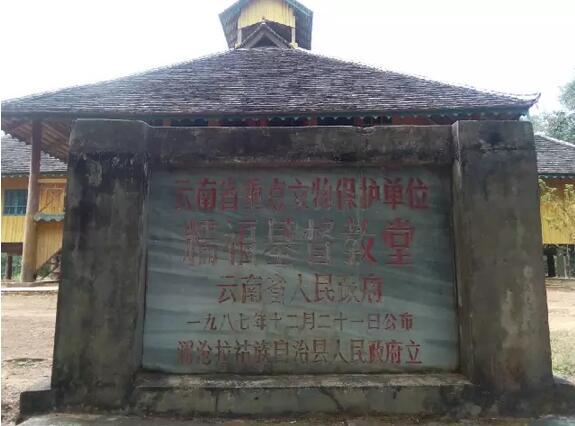 云南省重点文物保护单位
糯福基督教堂
云南省人民政府
一九八七年十二月二十一日公布
澜沧拉祜族自治县人民政府立